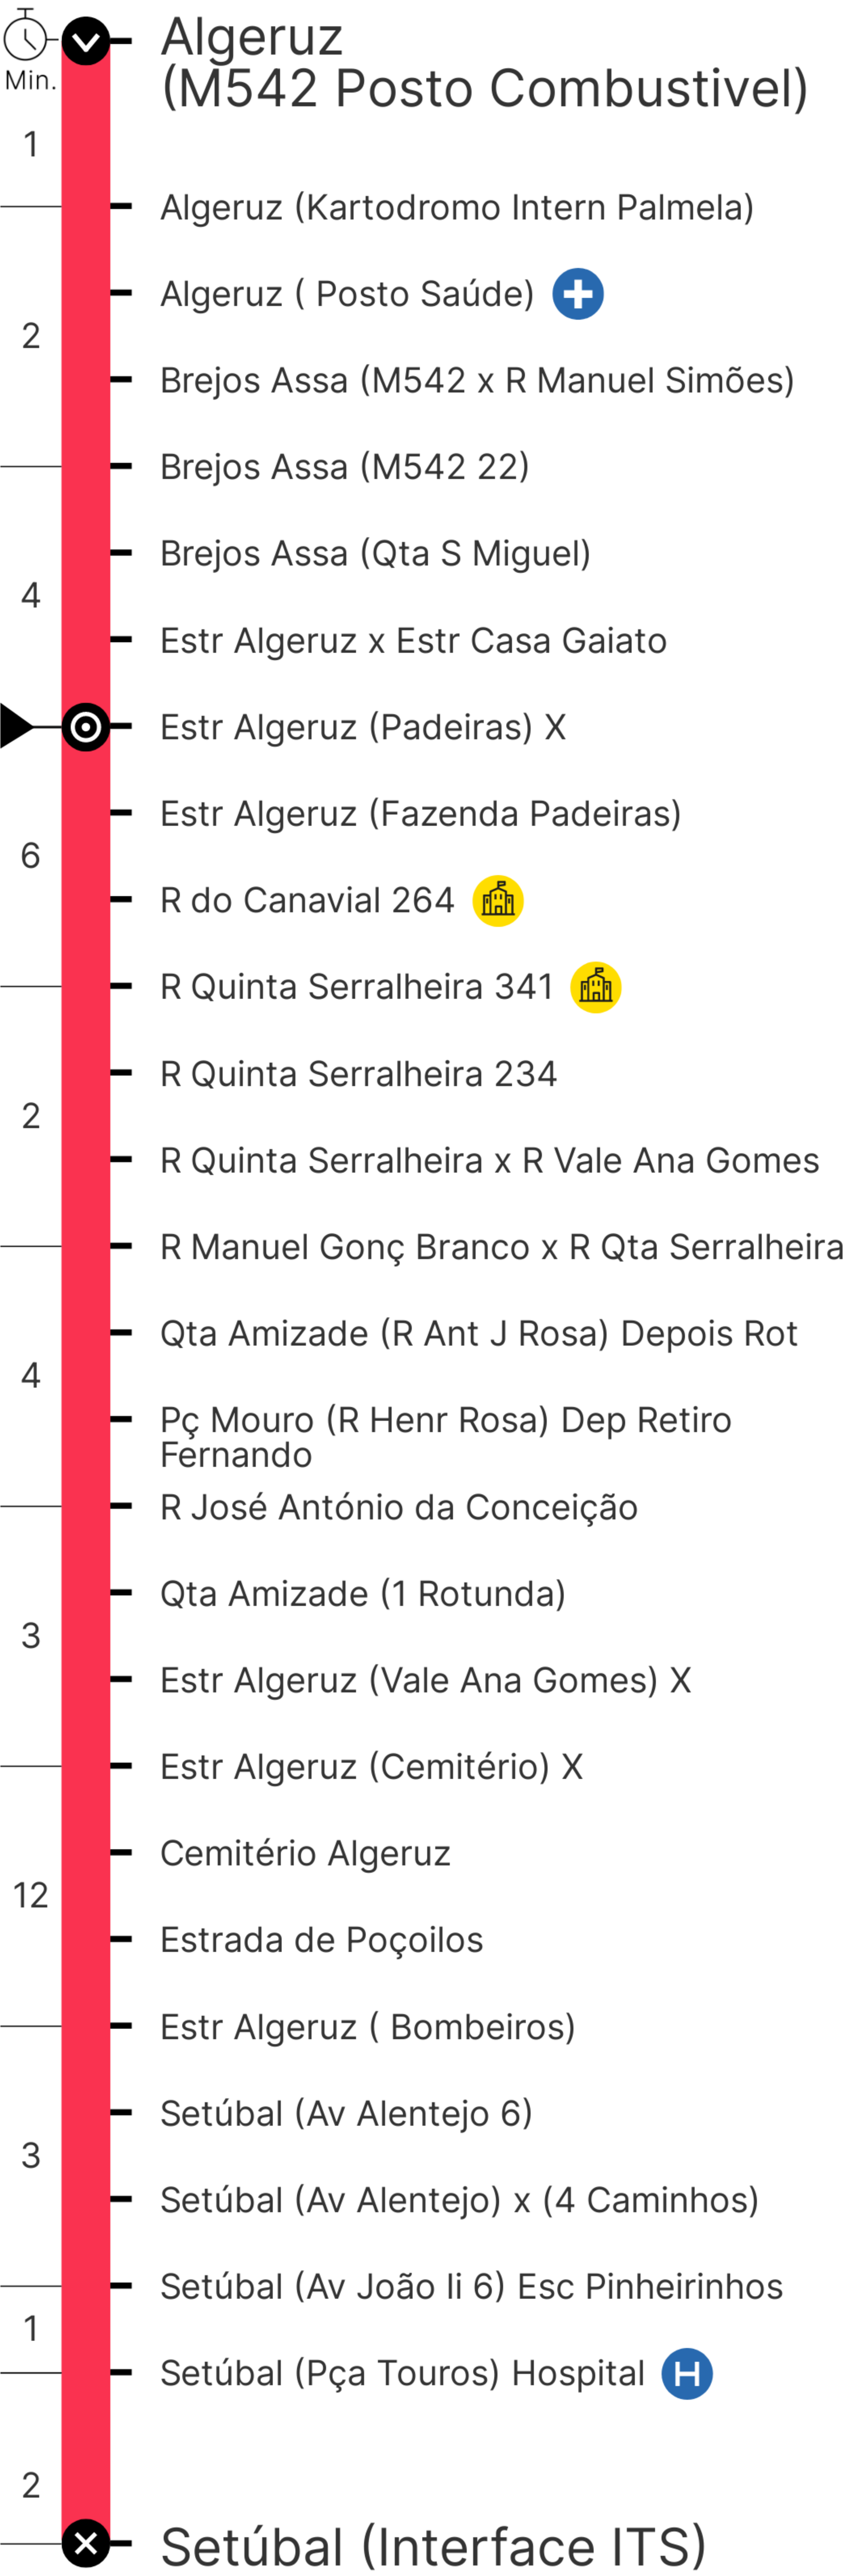 Algeruz
(M542 Posto Combustivel)
Min.
1
Algeruz (Kartodromo Intern Palmela)
Algeruz ( Posto Saúde)
2
Brejos Assa (M542 x R Manuel Simões)
Brejos Assa (M542 22)
Brejos Assa (Qta S Miguel)
4
Estr Algeruz x Estr Casa Gaiato
Estr Algeruz (Padeiras) X
Estr Algeruz (Fazenda Padeiras)
6
R do Canavial 264
R Quinta Serralheira 341
R Quinta Serralheira 234
2
R Quinta Serralheira x R Vale Ana Gomes
R Manuel Gonç Branco x R Qta Serralheira
Qta Amizade (R Ant J Rosa) Depois Rot
4
Pç Mouro (R Henr Rosa) Dep Retiro
Fernando
R José António da Conceição
Qta Amizade (1 Rotunda)
3
Estr Algeruz (Vale Ana Gomes) X
Estr Algeruz (Cemitério) X
Cemitério Algeruz
12
Estrada de Poçoilos
Estr Algeruz ( Bombeiros)
Setúbal (Av Alentejo 6)
3
Setúbal (Av Alentejo) x (4 Caminhos)
Setúbal (Av João Ii 6) Esc Pinheirinhos
1
Setúbal (Pça Touros) Hospital H
2
Setúbal (Interface ITS)